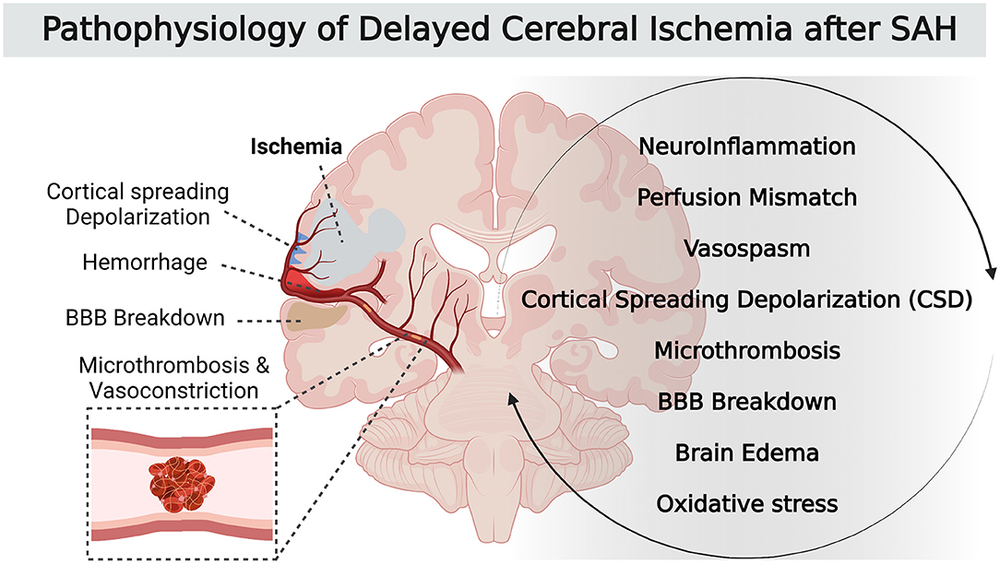 Pathophysiology of Delayed Cerebral Ischemia after SAH
Ischemia
Cortical spreading
Depolarization
Hemorrhage
BBB Breakdown
Microthrombosis &
Vasoconstriction
NeuroInflammation
Perfusion Mismatch
Vasospasm
Cortical Spreading Depolarization (CSD)
Microthrombosis
BBB Breakdown
Brain Edema
Oxidative stress